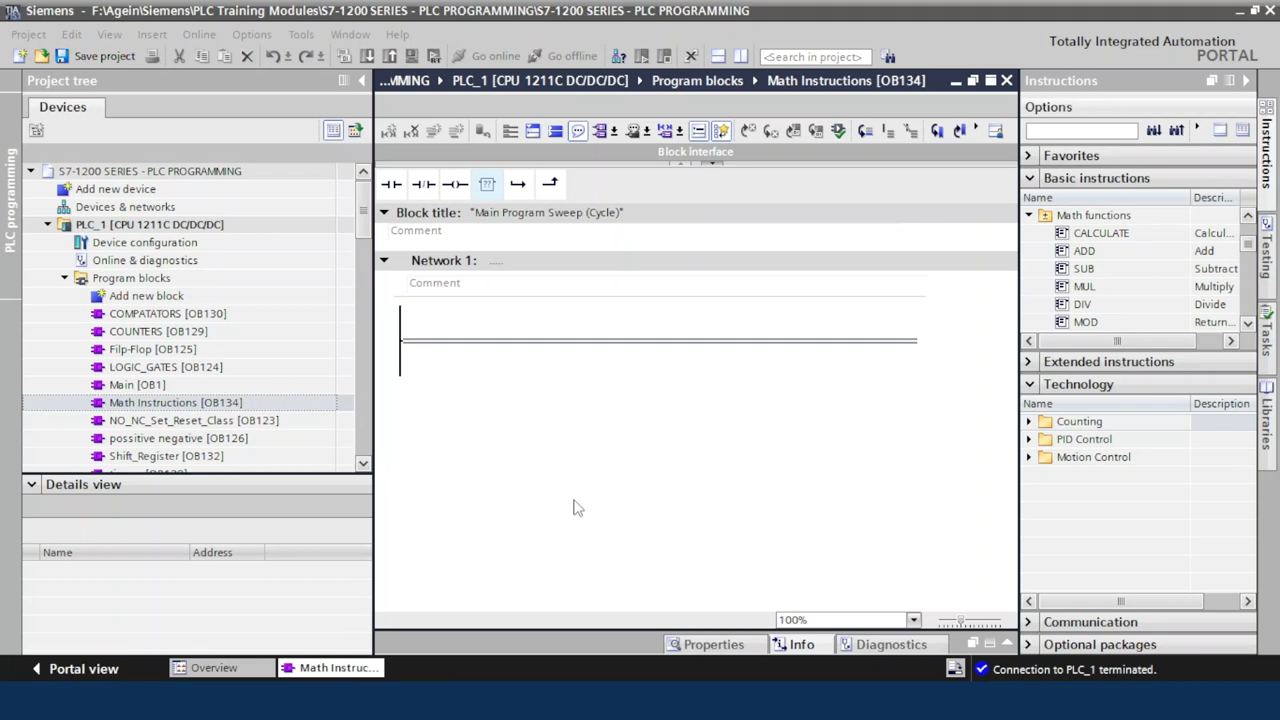 Siemens - F:\Agein\Siemens\PLC Training Modules\S7-1200 SERIES - PLC PROGRAMMING\S7-1200 SERIES - PLC PROGRAMMING
Project Edit View Insert Online Options Tools Window Help
Totally Integrated Automation
PORTAL
Save project Go online Go offline <Search in project>
Project tree
...MMING PLC_1 [CPU 1211C DC/DC/DC] Program blocks Math Instructions [OB134]
Instructions
Devices
Options
Block interface
PLC programming
Instructions
Testing
Tasks
Libraries
S7-1200 SERIES - PLC PROGRAMMING
Add new device
Devices & networks
PLC_1 [CPU 1211C DC/DC/DC]
Device configuration
Online & diagnostics
Program blocks
Add new block
COMPATATORS [OB130]
COUNTERS [OB129]
Filp-Flop [OB125]
LOGIC_GATES [OB124]
Main [OB1]
Math Instructions [OB134]
NO_NC_Set_Reset_Class [OB123]
possitive negative [OB126]
Shift_Register [OB132]
Details view
Name Address
??
Block title: "Main Program Sweep (Cycle)"
Comment
Network 1: .....
Comment
100%
Properties Info Diagnostics
Favorites
Basic instructions
Name Descri...
Math functions
CALCULATE Calcul...
ADD Add
SUB Subtract
MUL Multiply
DIV Divide
MOD Return...
Extended instructions
Technology
Name Description
Counting
PID Control
Motion Control
Communication
Optional packages
Portal view Overview Math Instruc... Connection to PLC_1 terminated.